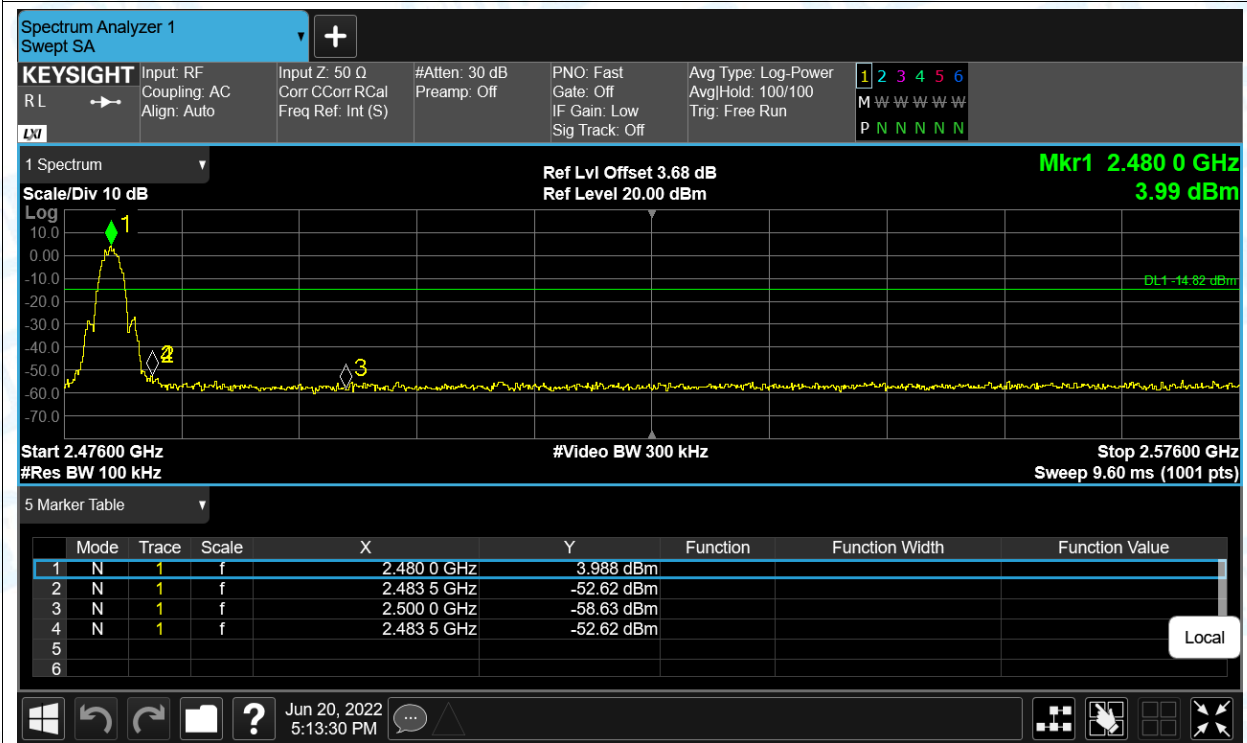 Spectrum Analyzer 1
Swept SA
KEYSIGHT Input: RF Input Z: 50 Ω #Atten: 30 dB PNO: Fast Avg Type: Log-Power 1 2 3 4 5 6
R L Coupling: AC Corr CCorr RCal Preamp: Off Gate: Off Avg|Hold: 100/100 M W W W W W
Align: Auto Freq Ref: Int (S) IF Gain: Low Trig: Free Run
LXI Sig Track: Off P N N N N N
1 Spectrum Ref Lvl Offset 3.68 dB Mkr1 2.480 0 GHz
Scale/Div 10 dB Ref Level 20.00 dBm 3.99 dBm
Log
1
10.0
0.00
-10.0
DL1 -14.82 dBm
-20.0
-30.0
-40.0
2
3
-50.0
-60.0
-70.0
Start 2.47600 GHz #Video BW 300 kHz Stop 2.57600 GHz
#Res BW 100 kHz Sweep 9.60 ms (1001 pts)
5 Marker Table
Mode Trace Scale X Y Function Function Width Function Value
1 N 1 f 2.480 0 GHz 3.988 dBm
2 N 1 f 2.483 5 GHz -52.62 dBm
3 N 1 f 2.500 0 GHz -58.63 dBm
4 N 1 f 2.483 5 GHz -52.62 dBm
5
6
Local
? Jun 20, 2022
5:13:30 PM